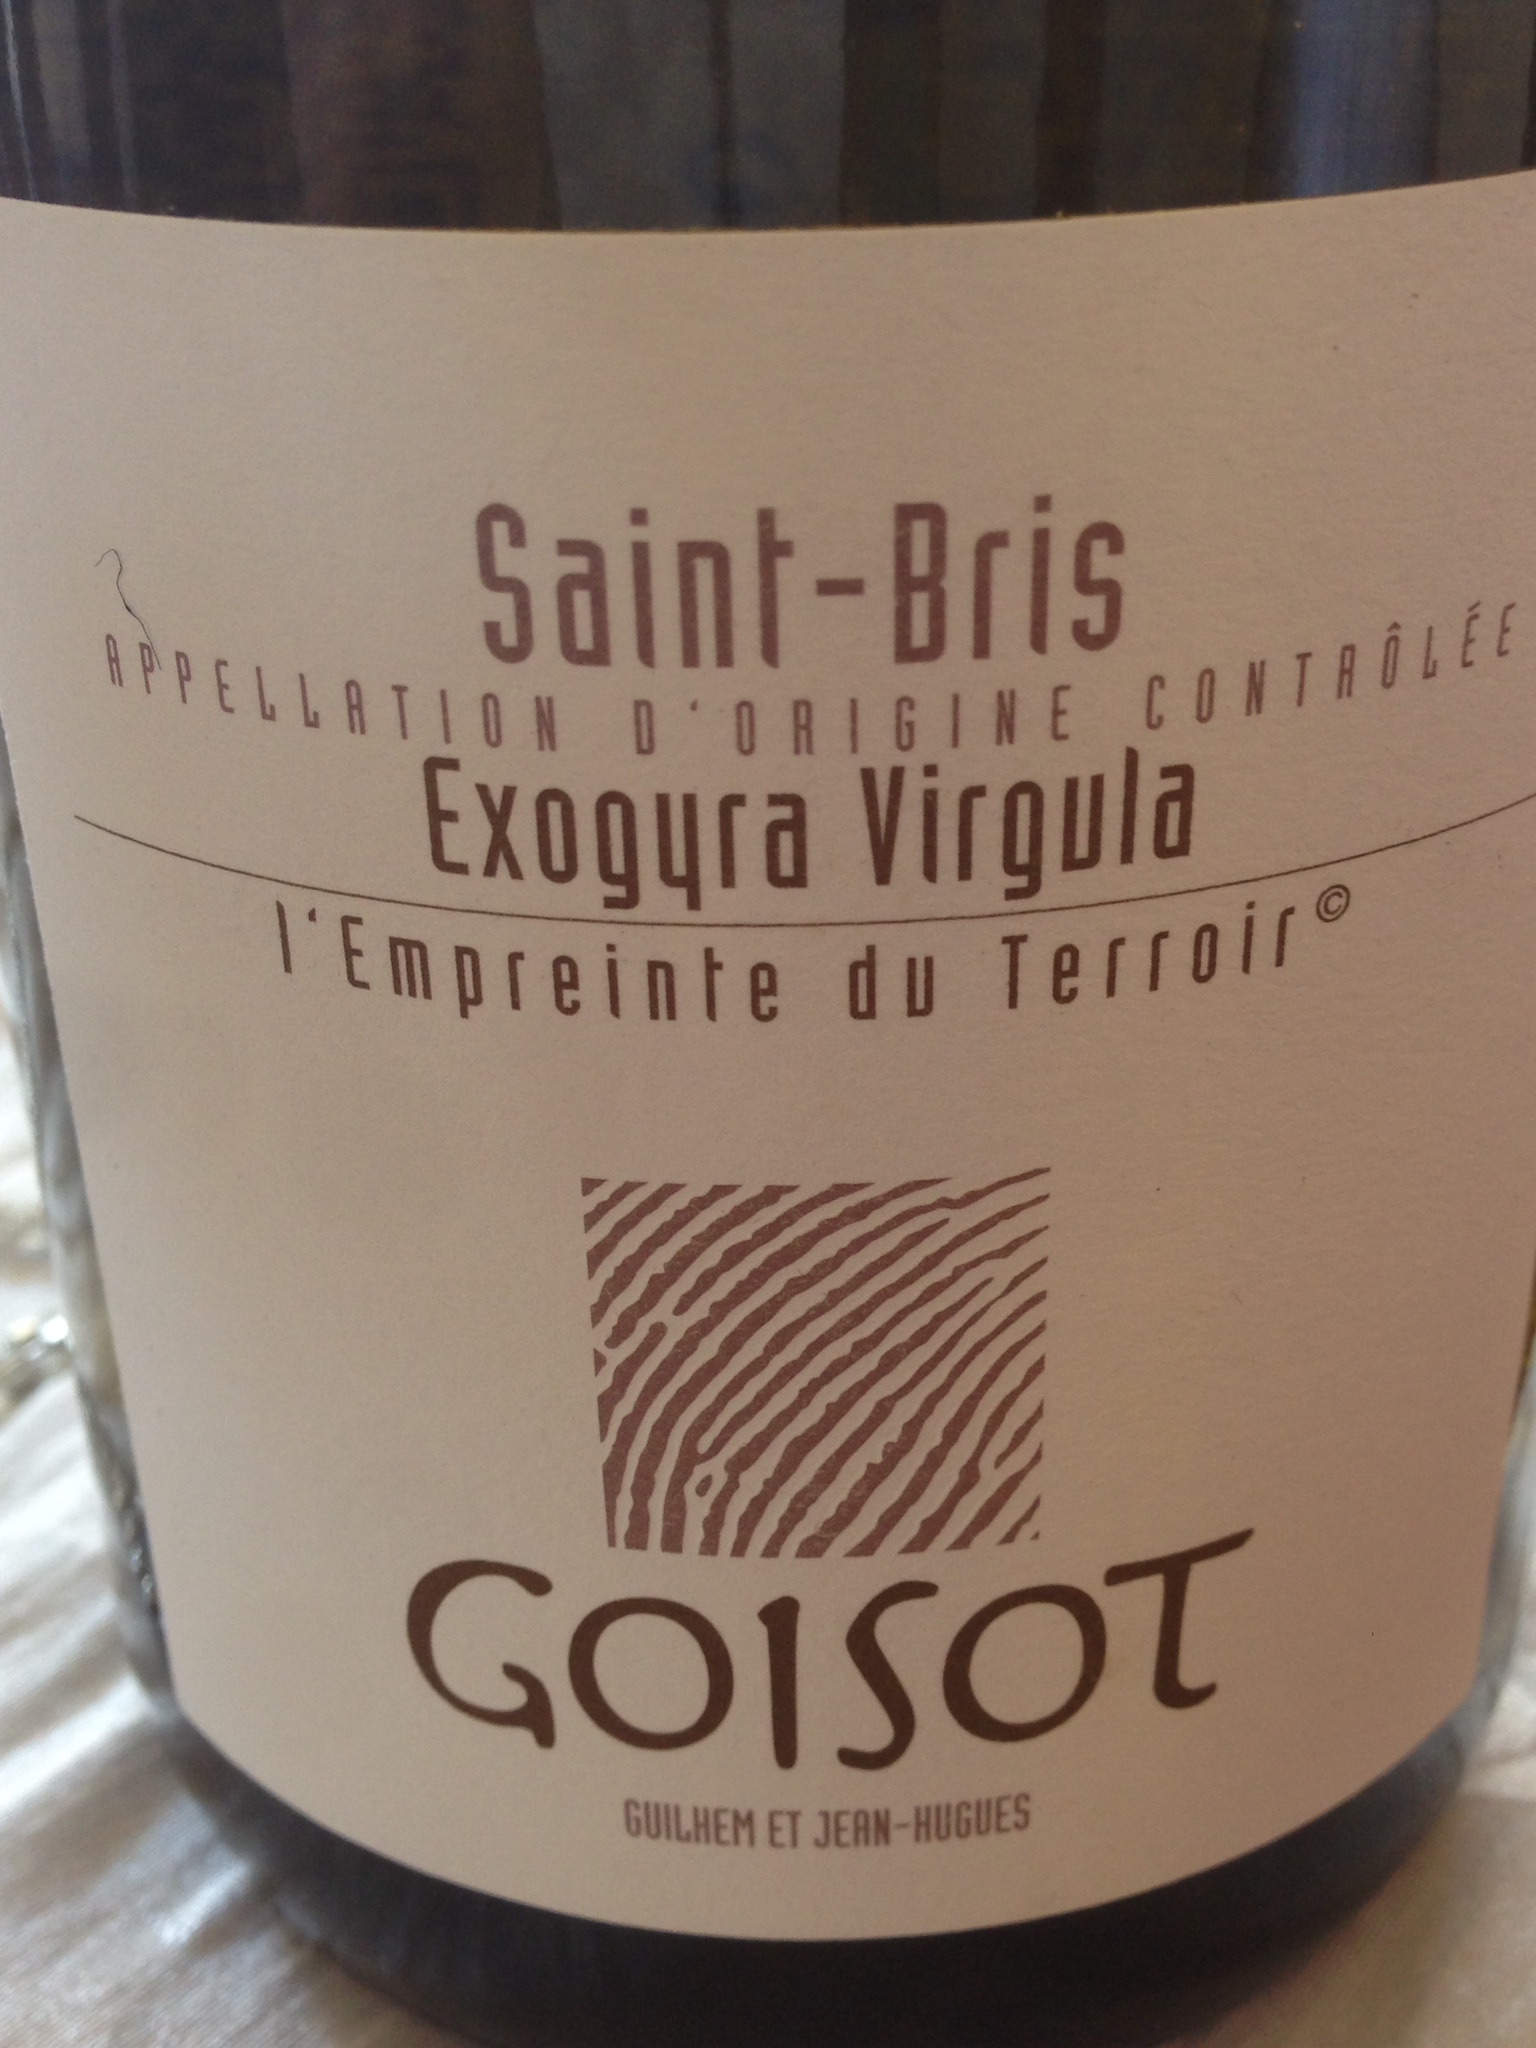 Saint-Bris
APPELLATION D'ORIGINE CONTRÔLÉE
Exogyra Virgula
l'Empreinte du Terroir©
GOISOT
GUILHEM ET JEAN-HUGUES